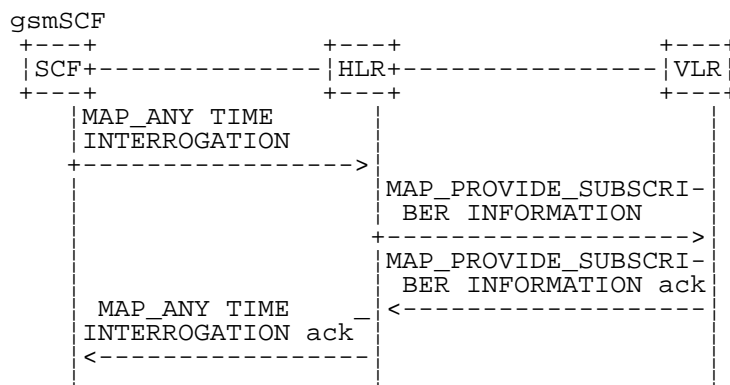 gsmSCF
SCF HLR VLR
MAP_ANY TIME
INTERROGATION
MAP_PROVIDE_SUBSCRI-
BER INFORMATION
MAP_PROVIDE_SUBSCRI-
BER INFORMATION ack
MAP_ANY TIME _
INTERROGATION ack